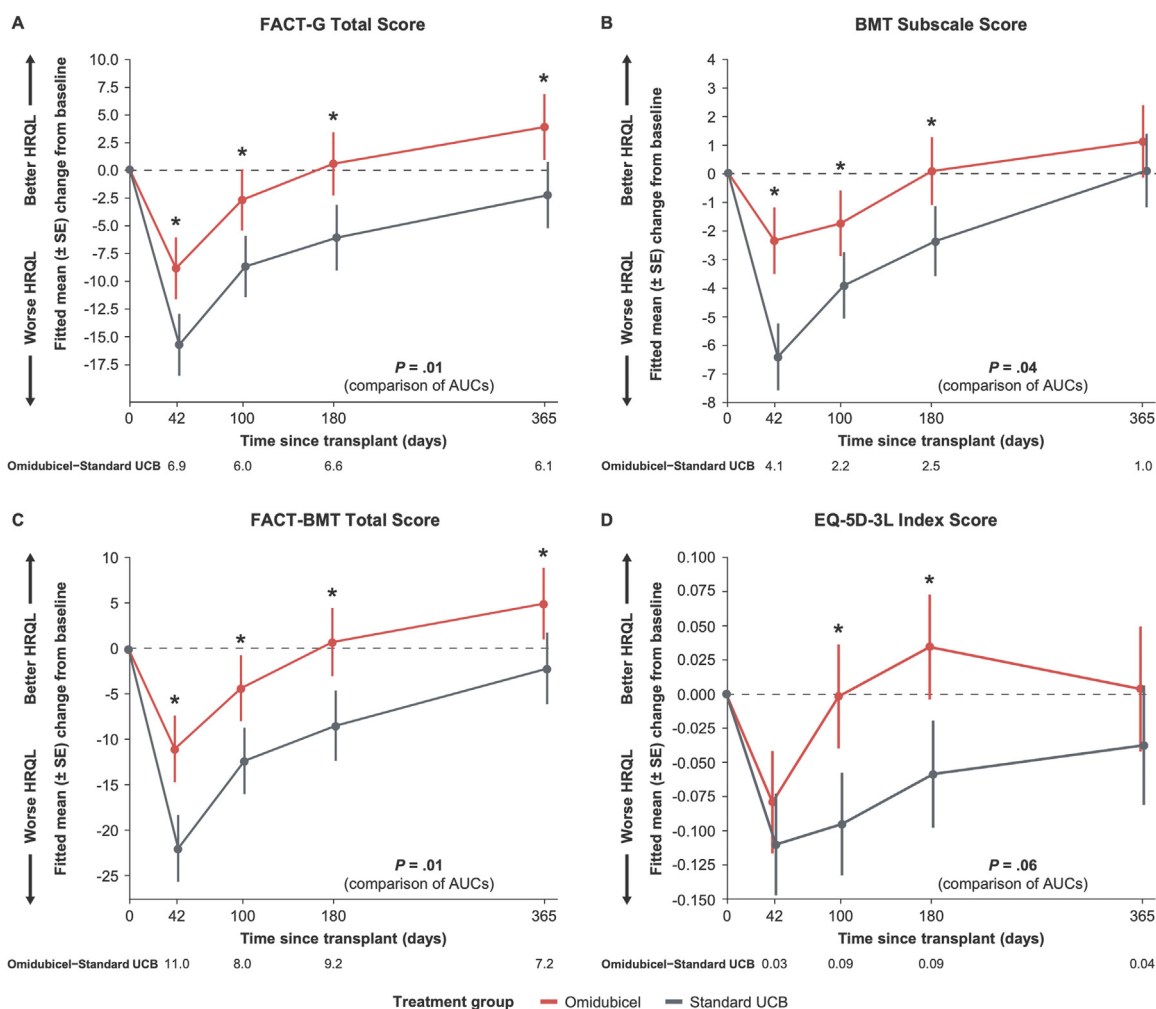 A
FACT-G Total Score
Better HRQL
Worse HRQL
Fitted mean (± SE) change from baseline
10.0
7.5
5.0
2.5
0.0
-2.5
-5.0
-7.5
-10.0
-12.5
-15.0
-17.5
* * * *
P = .01
(comparison of AUCs)
0 42 100 180 365
Time since transplant (days)
Omidubicel–Standard UCB 6.9 6.0 6.6 6.1
B
BMT Subscale Score
Better HRQL
Worse HRQL
Fitted mean (± SE) change from baseline
4
3
2
1
0
-1
-2
-3
-4
-5
-6
-7
-8
* * *
P = .04
(comparison of AUCs)
0 42 100 180 365
Time since transplant (days)
Omidubicel–Standard UCB 4.1 2.2 2.5 1.0
C
FACT-BMT Total Score
Better HRQL
Worse HRQL
Fitted mean (± SE) change from baseline
10
5
0
-5
-10
-15
-20
-25
* * * *
P = .01
(comparison of AUCs)
0 42 100 180 365
Time since transplant (days)
Omidubicel–Standard UCB 11.0 8.0 9.2 7.2
D
EQ-5D-3L Index Score
Better HRQL
Worse HRQL
Fitted mean (± SE) change from baseline
0.100
0.075
0.050
0.025
0.000
-0.025
-0.050
-0.075
-0.100
-0.125
-0.150
* *
P = .06
(comparison of AUCs)
0 42 100 180 365
Time since transplant (days)
Omidubicel–Standard UCB 0.03 0.09 0.09 0.04
Treatment group Omidubicel Standard UCB